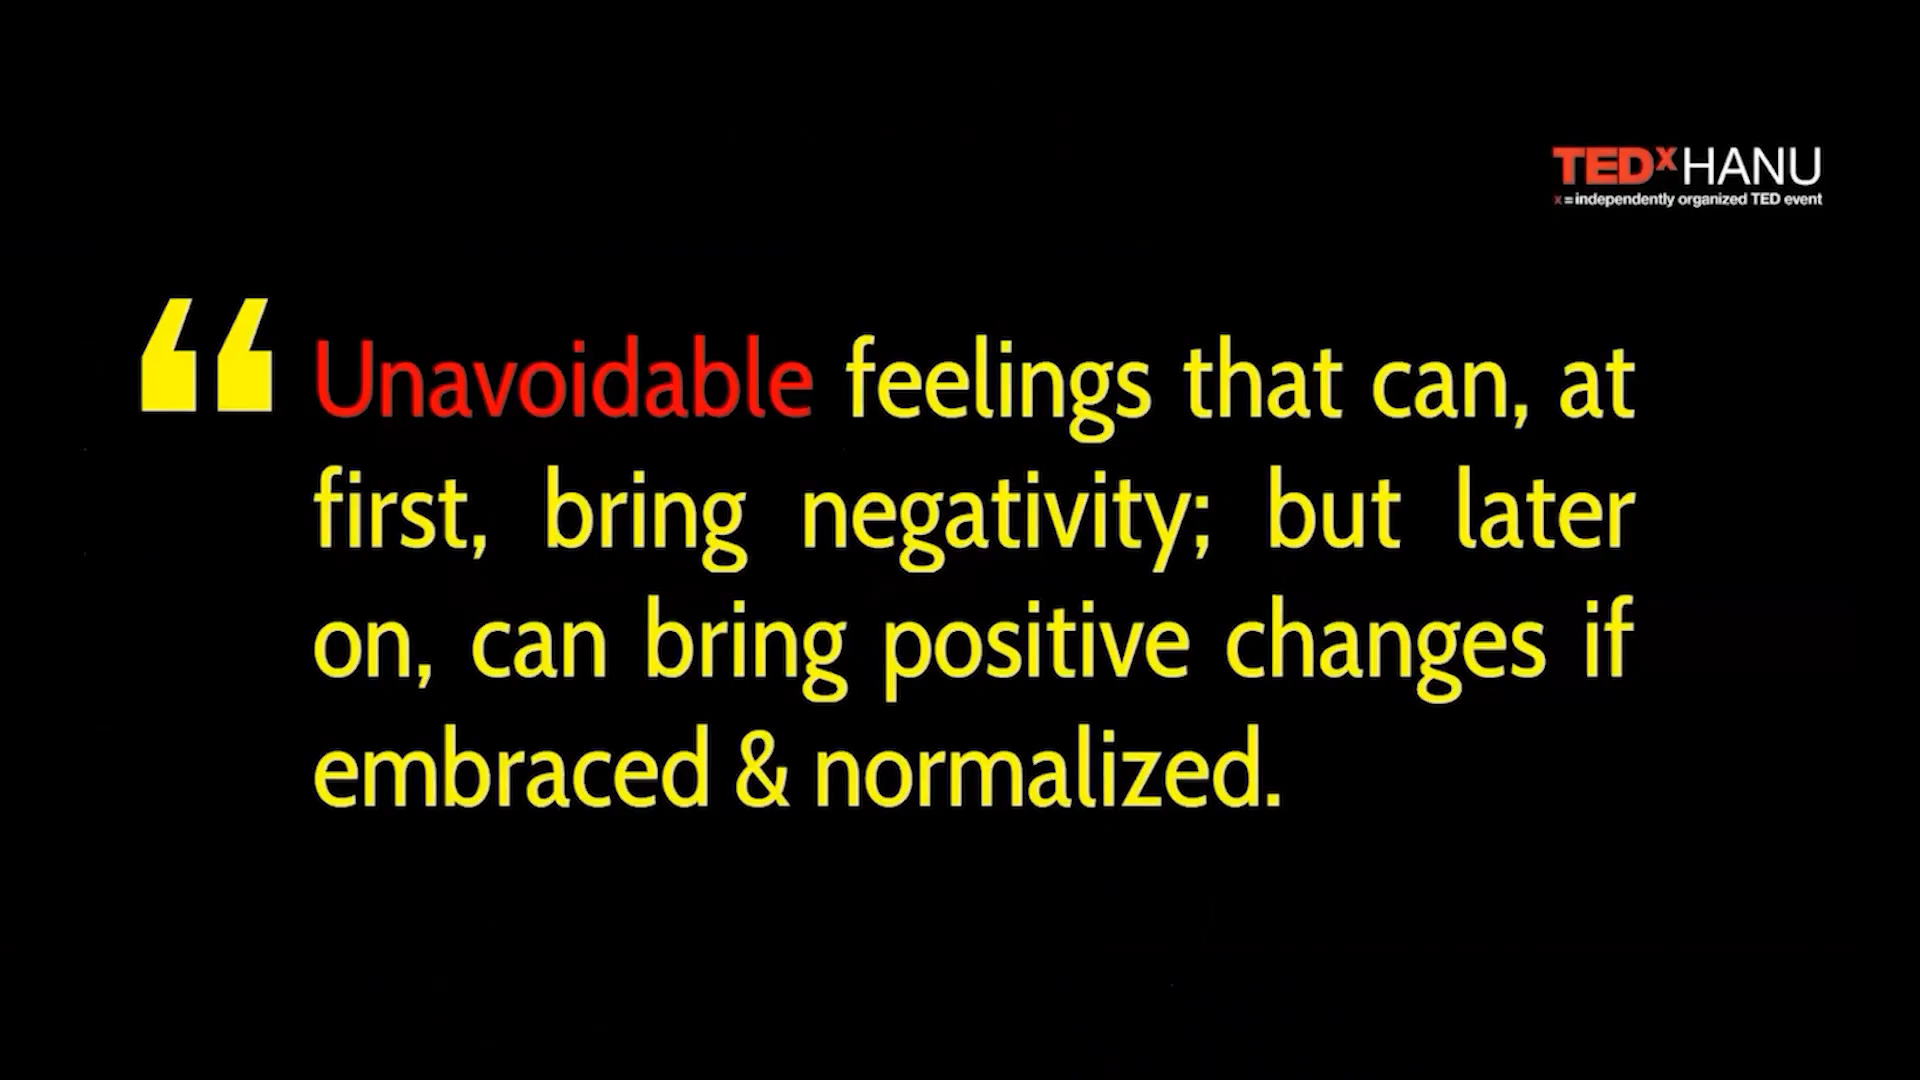 TEDxHANU
x = independently organized TED event
“ Unavoidable feelings that can, at
first, bring negativity; but later
on, can bring positive changes if
embraced & normalized.